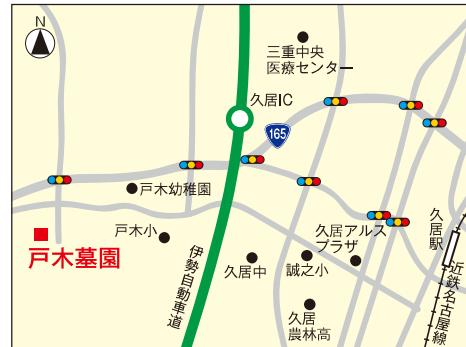 N
三重中央
医療センター
久居IC
165
戸木幼稚園
戸木小
戸木墓園
伊勢自動車道
久居中
誠之小
久居アルス
プラザ
久居
農林高
久居駅
近鉄名古屋線